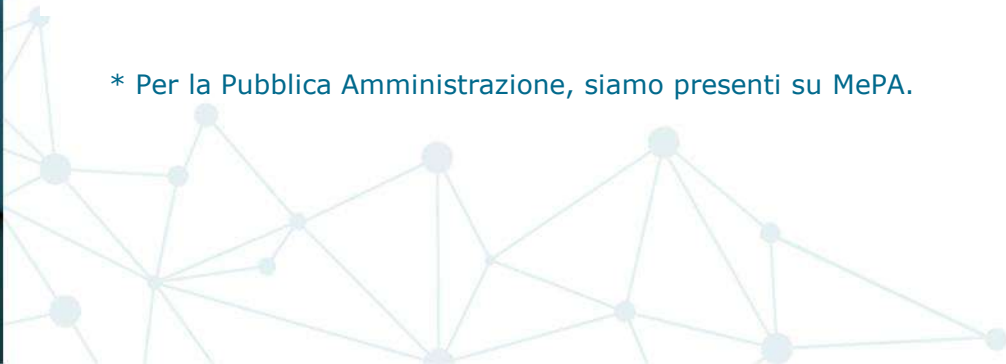 * Per la Pubblica Amministrazione, siamo presenti su MePA.